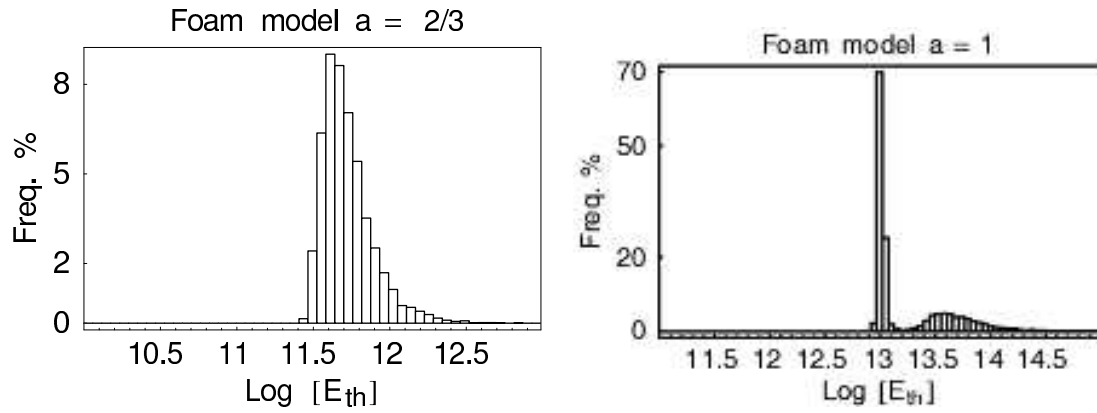 Foam model a = 2/3
Freq. %
8
5
2
0
10.5 11 11.5 12 12.5
Log [Eth]
Foam model a = 1
Freq. %
70
50
20
0
11.5 12 12.5 13 13.5 14 14.5
Log [Eth]